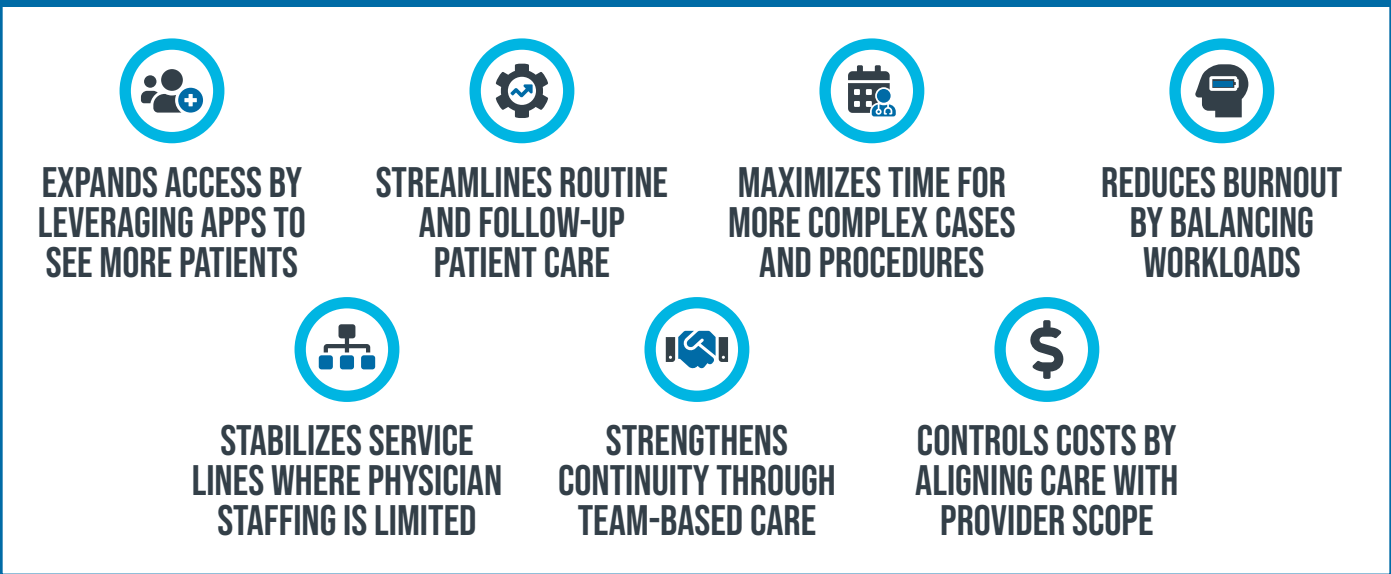 EXPANDS ACCESS BY
LEVERAGING APPS TO
SEE MORE PATIENTS
STREAMLINES ROUTINE
AND FOLLOW-UP
PATIENT CARE
MAXIMIZES TIME FOR
MORE COMPLEX CASES
AND PROCEDURES
REDUCES BURNOUT
BY BALANCING
WORKLOADS
STABILIZES SERVICE
LINES WHERE PHYSICIAN
STAFFING IS LIMITED
STRENGTHENS
CONTINUITY THROUGH
TEAM-BASED CARE
CONTROLS COSTS BY
ALIGNING CARE WITH
PROVIDER SCOPE